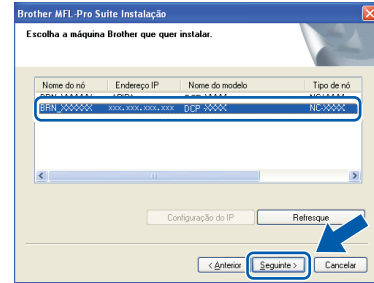 Brother MFL-Pro Suite Instalação
Escolha a máquina Brother que quer instalar.
Nome do nó Endereço IP Nome do modelo Tipo de nó
BRN_XXXXXX xxx.xxx.xxx.xxx DCP-XXXX NC-XXXX
Configuração do IP Refresque
< Anterior Seguinte > Cancelar